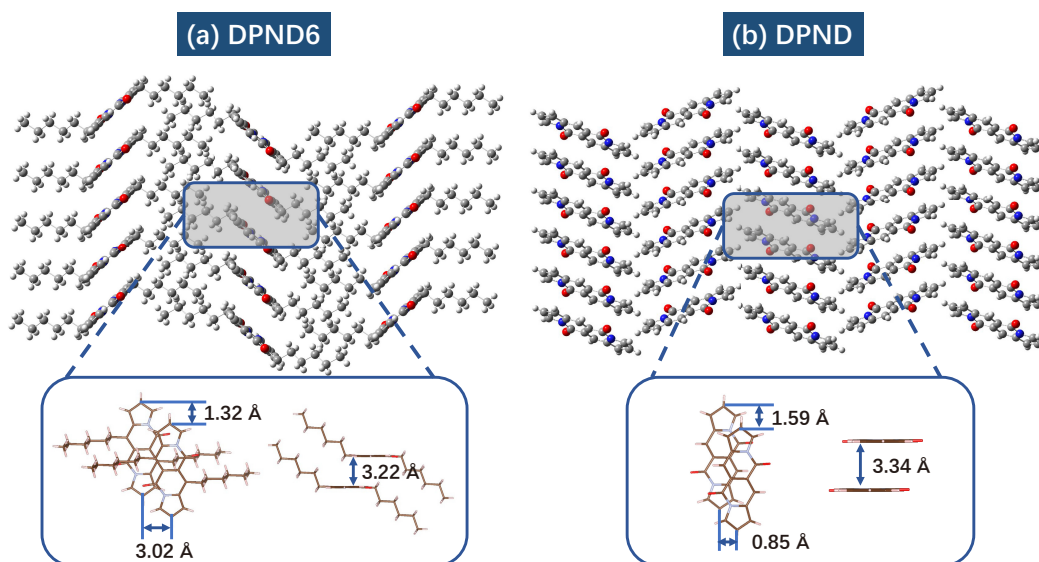 (a) DPND6
(b) DPND
1.32 Å
3.22 Å
3.02 Å
1.59 Å
3.34 Å
0.85 Å